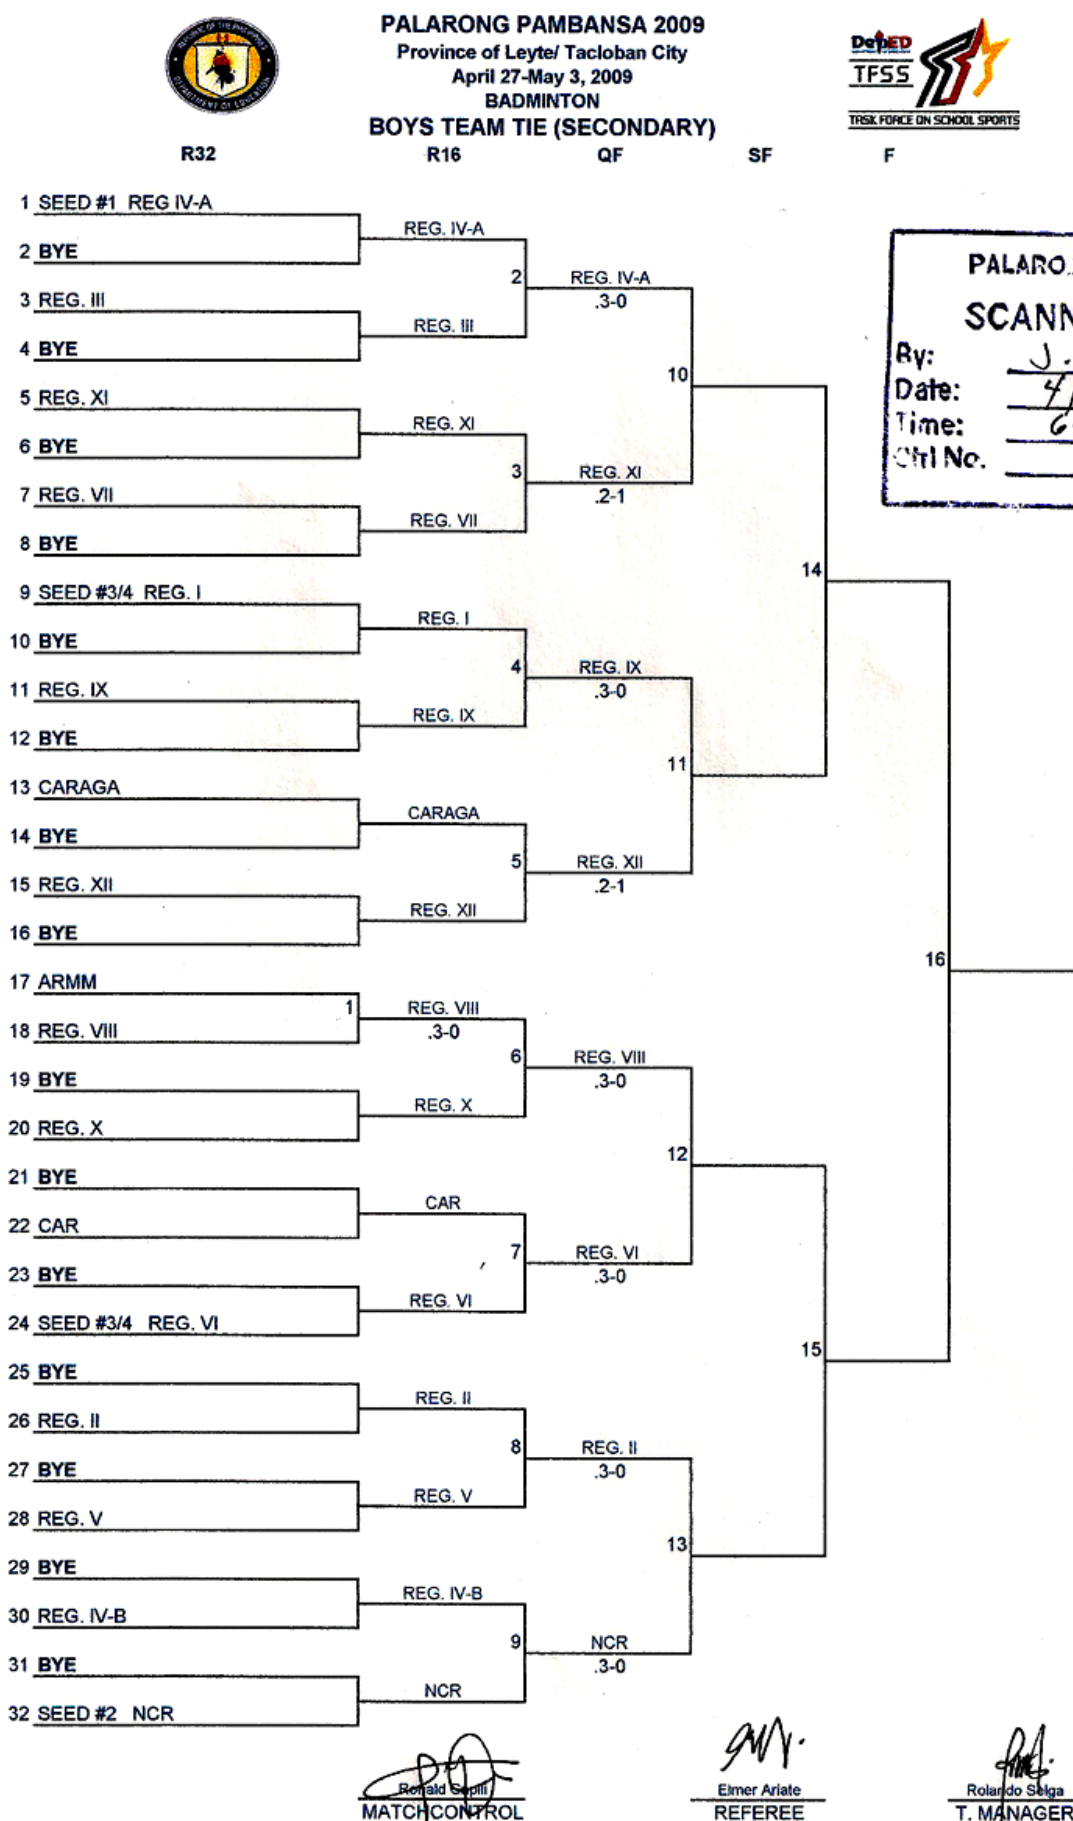 PALARONG PAMBANSA 2009
Province of Leyte/ Tacloban City
April 27-May 3, 2009
BADMINTON
BOYS TEAM TIE (SECONDARY)
REPUBLIC OF THE PHILIPPINES
DEPARTMENT OF EDUCATION
DepED
TFSS
TASK FORCE ON SCHOOL SPORTS
R32 R16 QF SF F
1 SEED #1 REG IV-A
REG. IV-A
2 BYE
2 REG. IV-A
.3-0
3 REG. III
REG. III
4 BYE
10
5 REG. XI
REG. XI
6 BYE
3 REG. XI
.2-1
7 REG. VII
REG. VII
8 BYE
14
9 SEED #3/4 REG. I
REG. I
10 BYE
4 REG. IX
.3-0
11 REG. IX
REG. IX
12 BYE
11
13 CARAGA
CARAGA
14 BYE
5 REG. XII
.2-1
15 REG. XII
REG. XII
16 BYE
16
17 ARMM
1 REG. VIII
.3-0
18 REG. VIII
6 REG. VIII
.3-0
19 BYE
REG. X
20 REG. X
12
21 BYE
CAR
22 CAR
7 REG. VI
.3-0
23 BYE
REG. VI
24 SEED #3/4 REG. VI
15
25 BYE
REG. II
26 REG. II
8 REG. II
.3-0
27 BYE
REG. V
28 REG. V
13
29 BYE
REG. IV-B
30 REG. IV-B
9 NCR
.3-0
31 BYE
NCR
32 SEED #2 NCR
PALARO
SCANN
By: J.
Date: 4/
Time: 6
Ctrl No.
Ronald
MATCHCONTROL
Elmer Ariate
REFEREE
Rolando Selga
T. MANAGER